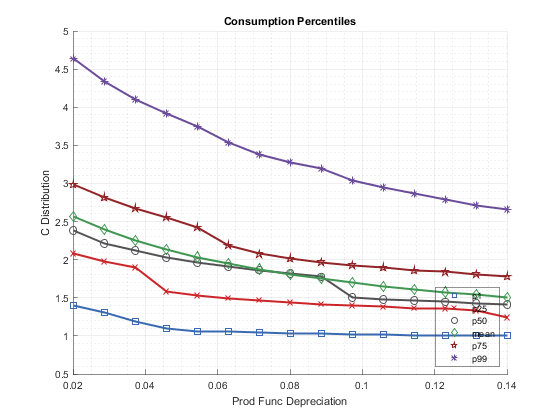 Consumption Percentiles
5
4.5
4
3.5
3
2.5
2
1.5
1
0.5
C Distribution
p50
mean
p75
p99
0.02 0.04 0.06 0.08 0.1 0.12 0.14
Prod Func Depreciation